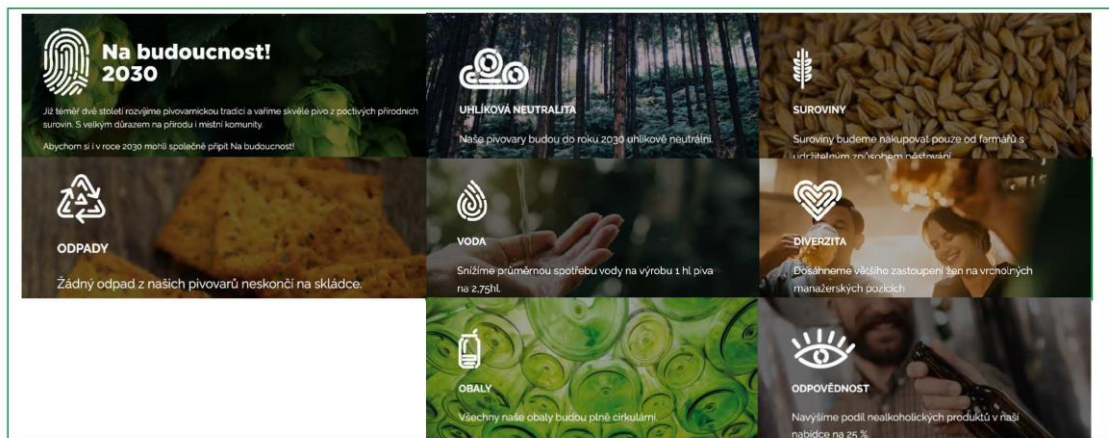 Na budoucnost!
2030
Již téměř dvě století rozvíjíme pivovarnickou tradici a vaříme skvělé pivo z poctivých přírodních
surovin. S velkým důrazem na přírodu i místní komunity.
Abychom si i v roce 2030 mohli společně připít Na budoucnost!
UHLÍKOVÁ NEUTRALITA
Naše pivovary budou do roku 2030 uhlíkově neutrální.
SUROVINY
Suroviny budeme nakupovat pouze od farmářů s
udržitelným způsobem pěstování
ODPADY
Žádný odpad z našich pivovarů neskončí na skládce.
VODA
Snížíme průměrnou spotřebu vody na výrobu 1 hl piva
na 2,75hl.
DIVERZITA
Dosáhneme většího zastoupení žen na vrcholných
manažerských pozicích
OBALY
Všechny naše obaly budou plně cirkulární.
ODPOVĚDNOST
Navýšíme podíl nealkoholických produktů v naší
nabídce na 25 %.